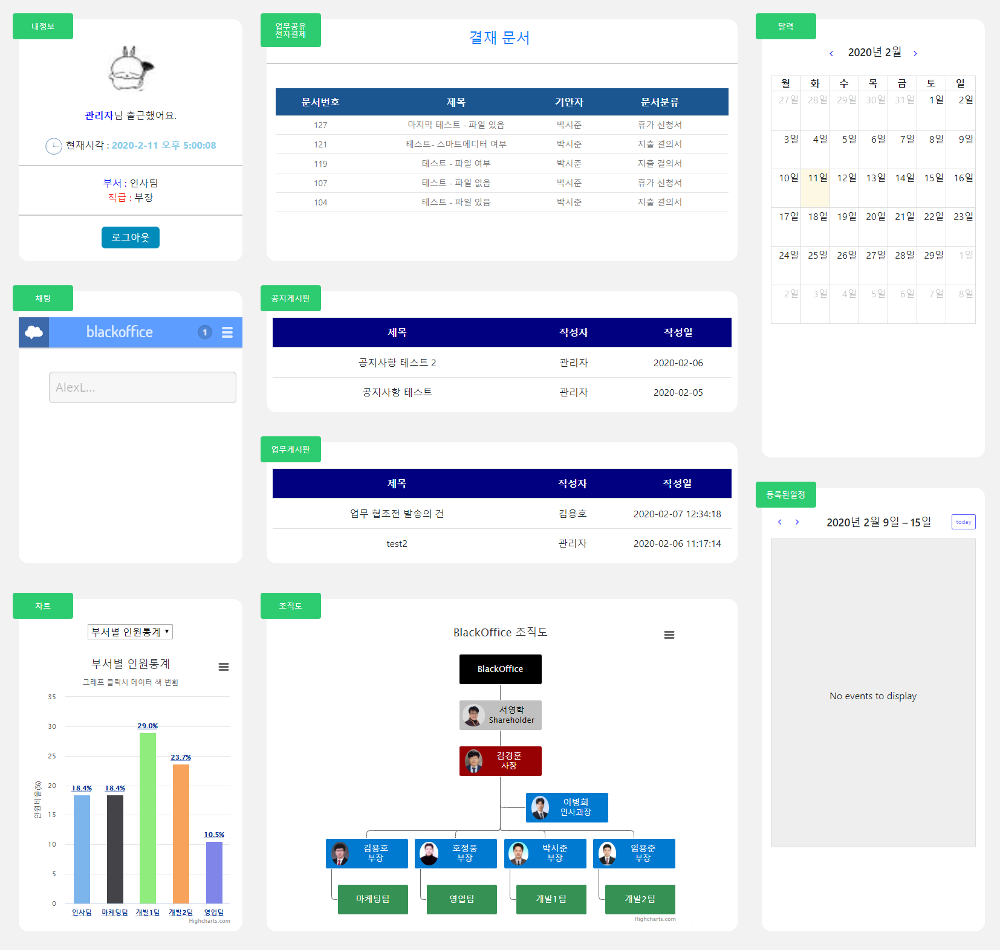 내정보
관리자님 출근했어요.
현재시각 : 2020-2-11 오후 5:00:08
부서 : 인사팀
직급 : 부장
로그아웃
업무공유
전자결제
결재 문서
문서번호 제목 기안자 문서분류
127 마지막 테스트 - 파일 있음 박시준 휴가 신청서
121 테스트- 스마트에디터 여부 박시준 지출 결의서
119 테스트 - 파일 여부 박시준 지출 결의서
107 테스트 - 파일 없음 박시준 휴가 신청서
104 테스트 - 파일 있음 박시준 지출 결의서
달력
‹ 2020년 2월 ›
월 화 수 목 금 토 일
27일 28일 29일 30일 31일 1일 2일
3일 4일 5일 6일 7일 8일 9일
10일 11일 12일 13일 14일 15일 16일
17일 18일 19일 20일 21일 22일 23일
24일 25일 26일 27일 28일 29일 1일
2일 3일 4일 5일 6일 7일 8일
채팅
blackoffice 1
AlexL...
공지게시판
제목 작성자 작성일
공지사항 테스트 2 관리자 2020-02-06
공지사항 테스트 관리자 2020-02-05
업무게시판
제목 작성자 작성일
업무 협조전 발송의 건 김용호 2020-02-07 12:34:18
test2 관리자 2020-02-06 11:17:14
등록된일정
‹ › 2020년 2월 9일 – 15일 today
No events to display
차트
부서별 인원통계
부서별 인원통계
그래프 클릭시 데이터 색 변환
인원비율(%)
35
30
25
20
15
10
5
0
18.4% 18.4% 29.0% 23.7% 10.5%
인사팀 마케팅팀 개발1팀 개발2팀 영업팀
Highcharts.com
조직도
BlackOffice 조직도
BlackOffice
서영학
Shareholder
김경훈
사장
이병희
인사과장
김용호
부장
호정풍
부장
박시준
부장
임용준
부장
마케팅팀 영업팀 개발1팀 개발2팀
Highcharts.com